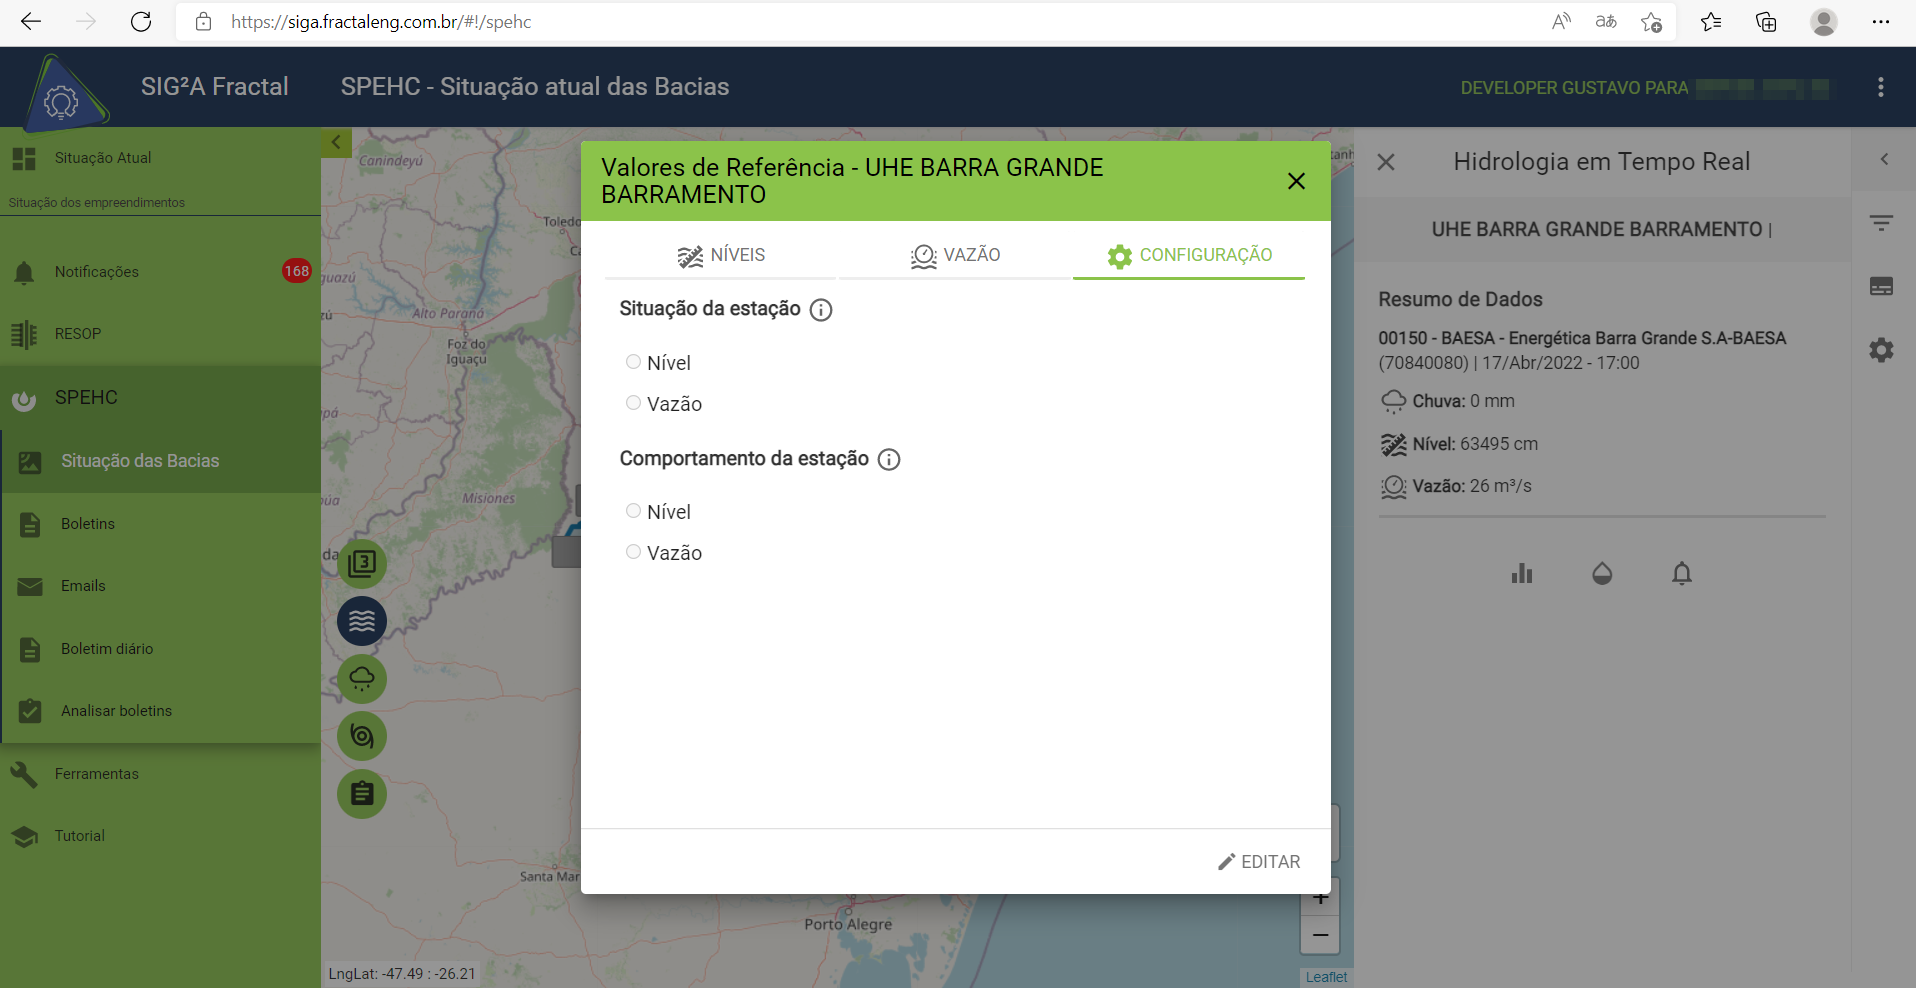 https://siga.fractaleng.com.br/#!/spehc
SIG²A Fractal
SPEHC - Situação atual das Bacias
DEVELOPER GUSTAVO PARA
Situação Atual
Situação dos empreendimentos
Notificações
168
RESOP
SPEHC
Situação das Bacias
Boletins
Emails
Boletim diário
Analisar boletins
Ferramentas
Tutorial
Canindeyú
Toledo
Alto Paraná
Foz do
Iguaçu
Misiones
Santa Mar
Porto Alegre
LngLat: -47.49 : -26.21
Leaflet
+
−
3
Valores de Referência - UHE BARRA GRANDE
BARRAMENTO
NÍVEIS
VAZÃO
CONFIGURAÇÃO
Situação da estação
Nível
Vazão
Comportamento da estação
Nível
Vazão
EDITAR
Hidrologia em Tempo Real
UHE BARRA GRANDE BARRAMENTO |
Resumo de Dados
00150 - BAESA - Energética Barra Grande S.A-BAESA
(70840080) | 17/Abr/2022 - 17:00
Chuva: 0 mm
Nível: 63495 cm
Vazão: 26 m³/s